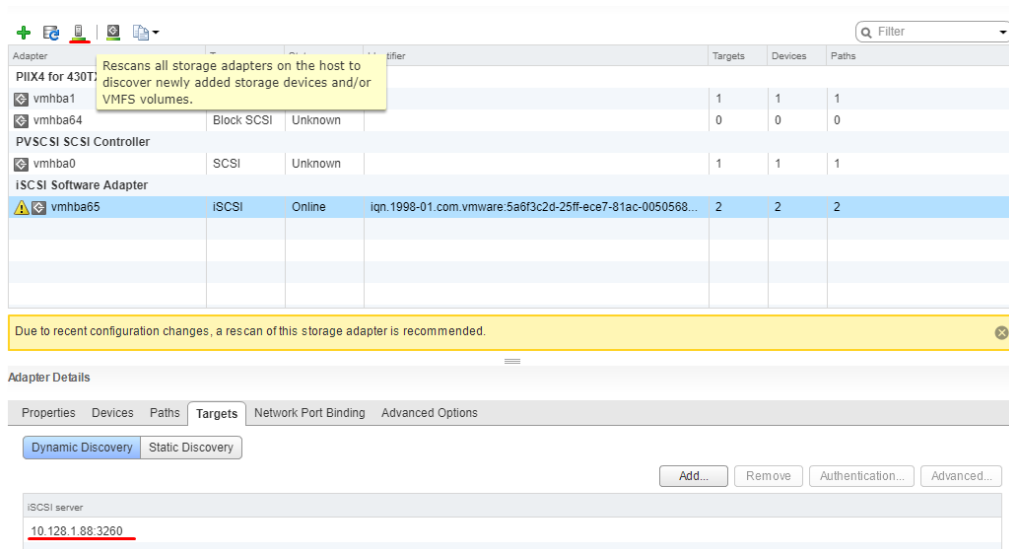 Filter
Adapter Identifier Targets Devices Paths
Rescans all storage adapters on the host to
discover newly added storage devices and/or
VMFS volumes.
PIIX4 for 430T
vmhba1 1 1 1
vmhba64 Block SCSI Unknown 0 0 0
PVSCSI SCSI Controller
vmhba0 SCSI Unknown 1 1 1
iSCSI Software Adapter
vmhba65 iSCSI Online iqn.1998-01.com.vmware:5a6f3c2d-25ff-ece7-81ac-0050568... 2 2 2
Due to recent configuration changes, a rescan of this storage adapter is recommended.
Adapter Details
Properties Devices Paths Targets Network Port Binding Advanced Options
Dynamic Discovery Static Discovery
Add... Remove Authentication... Advanced...
iSCSI server
10.128.1.88:3260